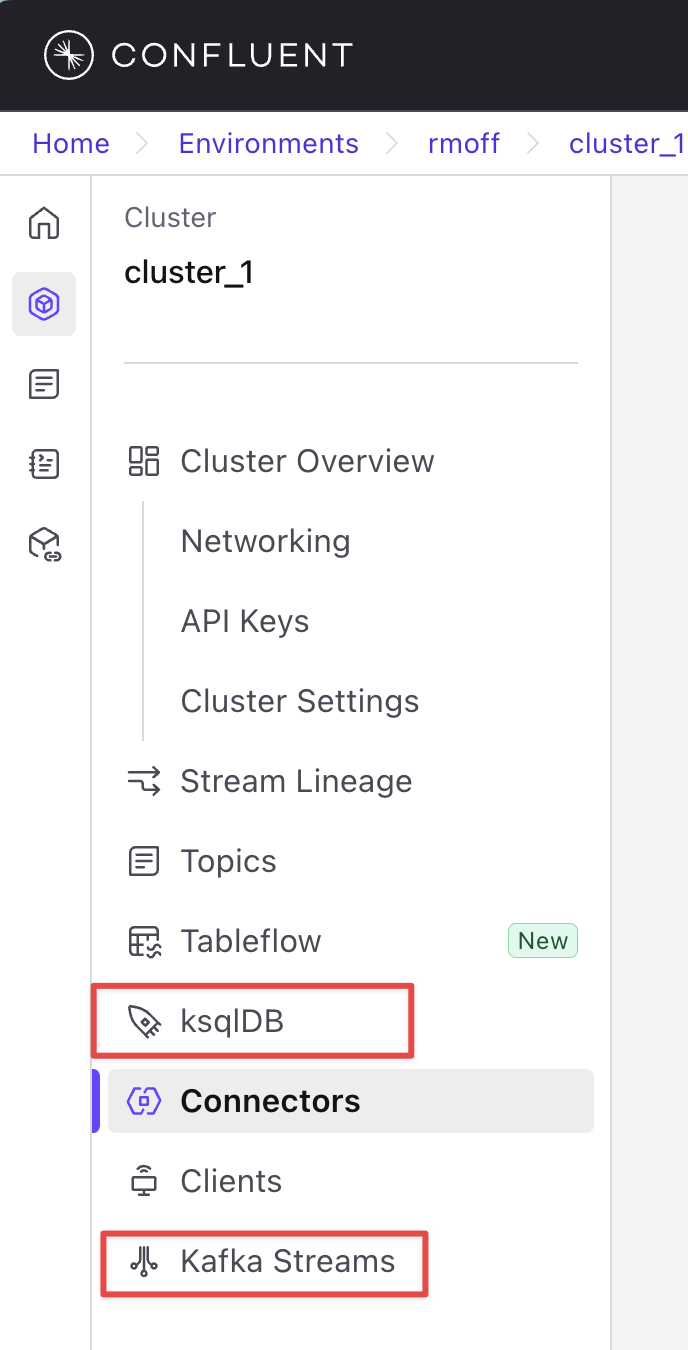 CONFLUENT
Home > Environments > rmoff > cluster_1
Cluster
cluster_1
Cluster Overview
Networking
API Keys
Cluster Settings
Stream Lineage
Topics
Tableflow New
ksqlDB
Connectors
Clients
Kafka Streams